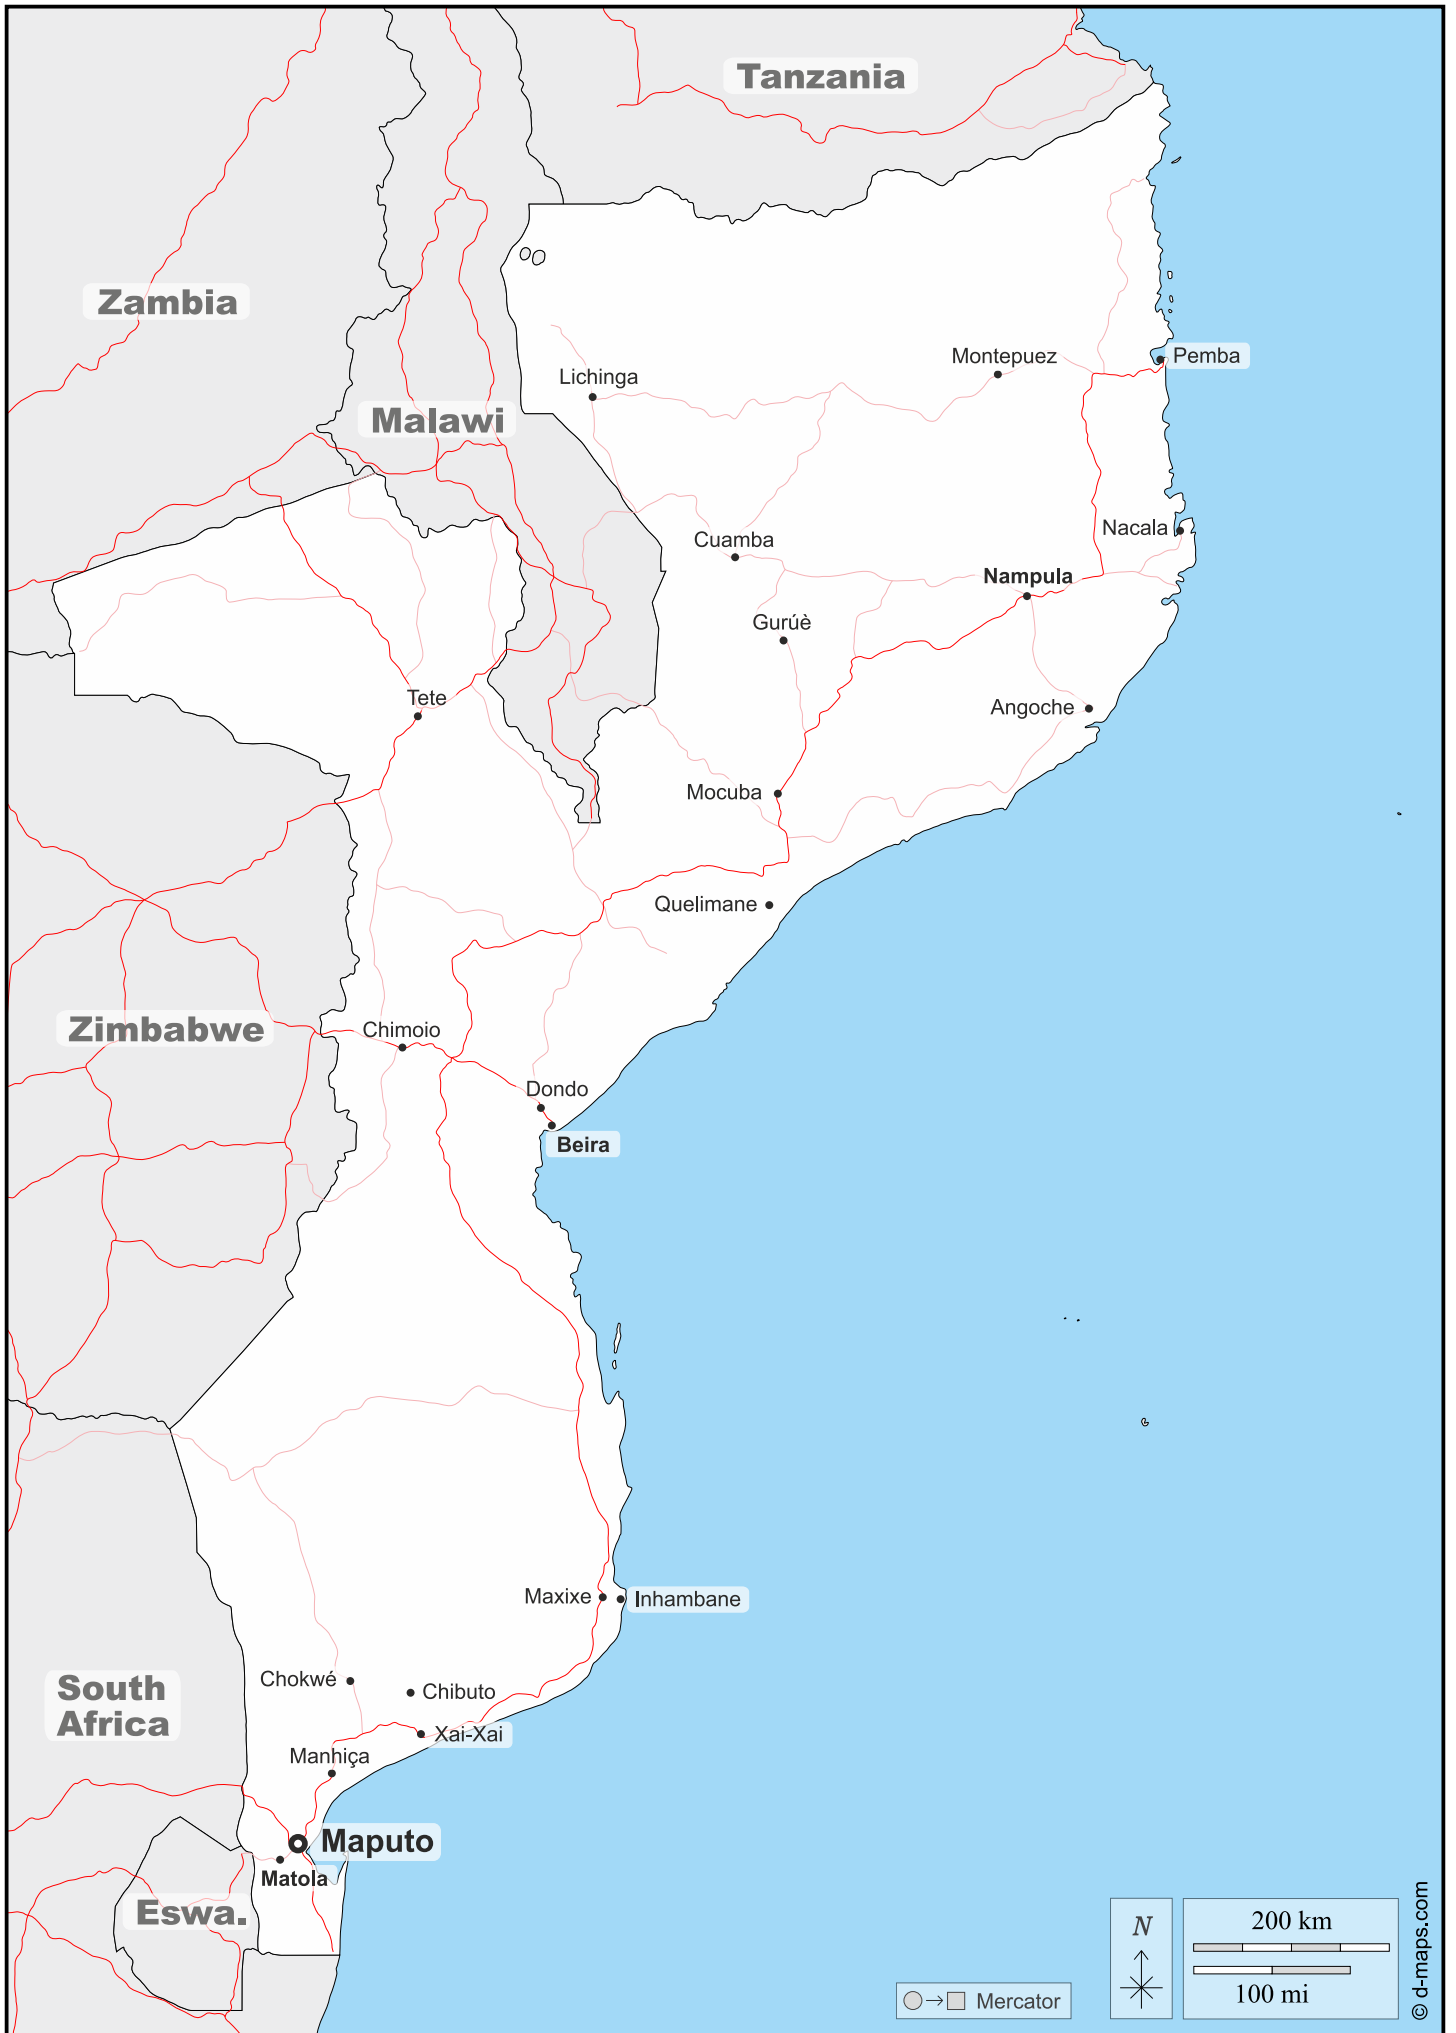 Tanzania
Zambia
Montepuez
Pemba
Lichinga
Malawi
Nacala
Cuamba
Nampula
Gurúè
Tete
Angoche
Mocuba
Quelimane
Zimbabwe
Chimoio
Dondo
Beira
Maxixe
Inhambane
Chokwé
Chibuto
South
Africa
Xai-Xai
Manhiça
Maputo
Matola
Eswa.
N
200 km
100 mi
Mercator
© d-maps.com